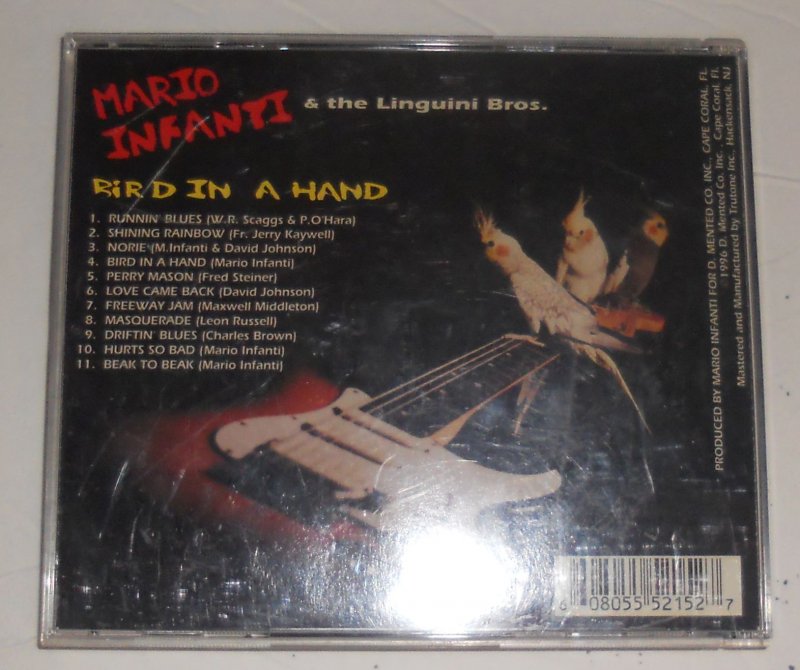 MARIO
INFANTI & the Linguini Bros.
BIRD IN A HAND
1. RUNNIN' BLUES (W.R. Scaggs & P.O'Hara)
2. SHINING RAINBOW (Fr. Jerry Kaywell)
3. NORIE (M.Infanti & David Johnson)
4. BIRD IN A HAND (Mario Infanti)
5. PERRY MASON (Fred Steiner)
6. LOVE CAME BACK (David Johnson)
7. FREEWAY JAM (Maxwell Middleton)
8. MASQUERADE (Leon Russell)
9. DRIFTIN' BLUES (Charles Brown)
10. HURTS SO BAD (Mario Infanti)
11. BEAK TO BEAK (Mario Infanti)
PRODUCED BY MARIO INFANTI FOR D. MENTED CO. INC., CAPE CORAL, FL.
1996 D. Mented Co. Inc., Cape Coral, Fl.
Mastered and Manufactured by Trutone Inc., Hackensack, NJ
6 08055 52152 7